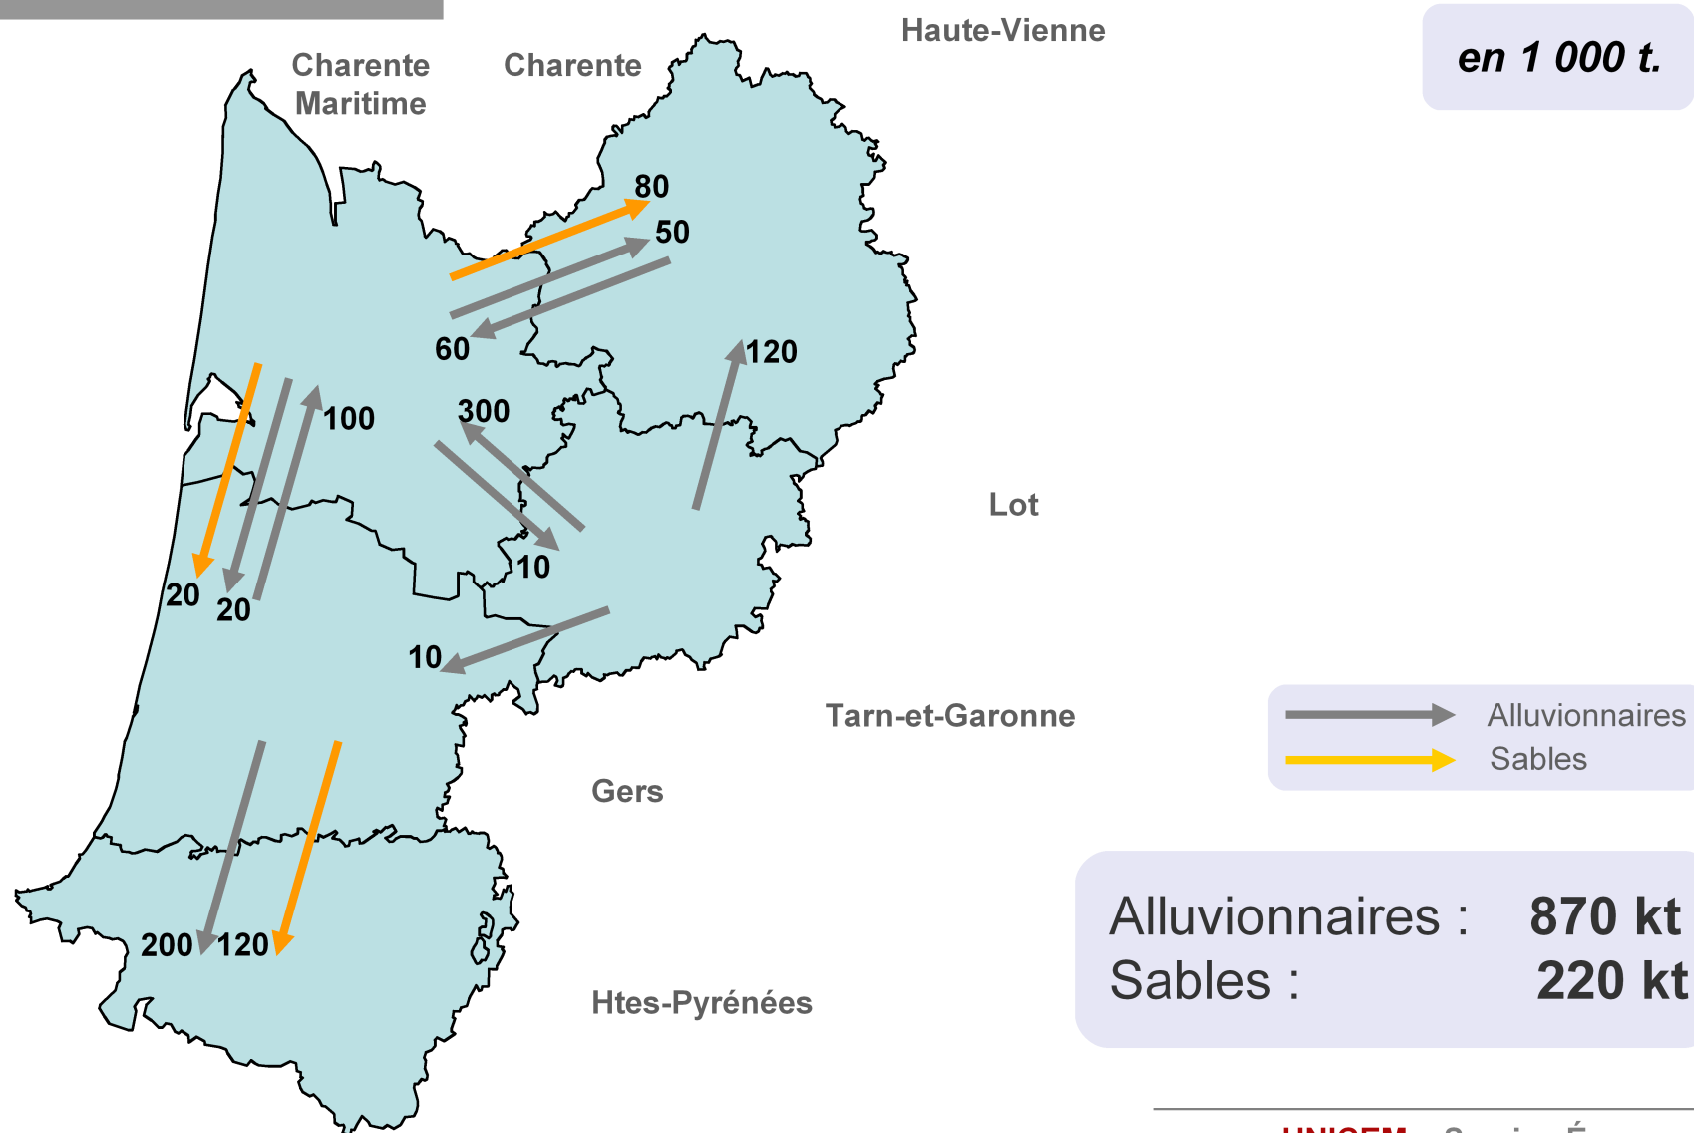 Haute-Vienne
en 1 000 t.
Charente
Maritime
Charente
80
50
60
120
100
300
Lot
10
20
20
10
Tarn-et-Garonne
Alluvionnaires
Sables
Gers
Alluvionnaires : 870 kt
Sables : 220 kt
200
120
Htes-Pyrénées